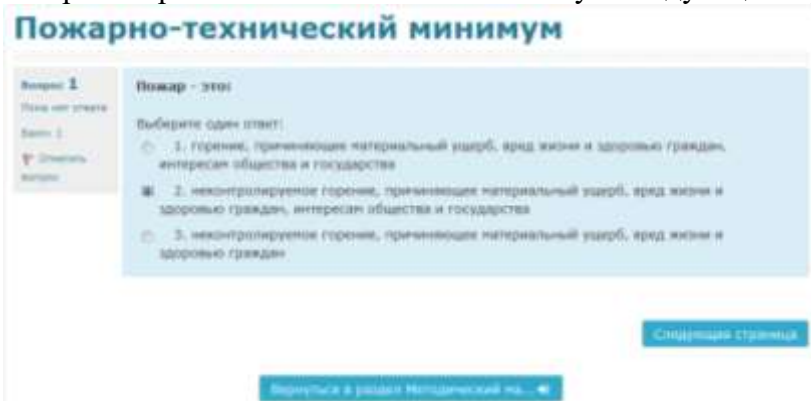 Пожарно-технический минимум
Вопрос 1
Пока нет ответа
Отметить
вопрос
Пожар - это:
Выберите один ответ:
1. горение, причиняющее материальный ущерб, вред жизни и здоровью граждан,
интересам общества и государства
2. неконтролируемое горение, причиняющее материальный ущерб, вред жизни и
здоровью граждан, интересам общества и государства
3. неконтролируемое горение, причиняющее материальный ущерб, вред жизни и
здоровью граждан
Следующая страница
Вернуться в раздел Методический ма...